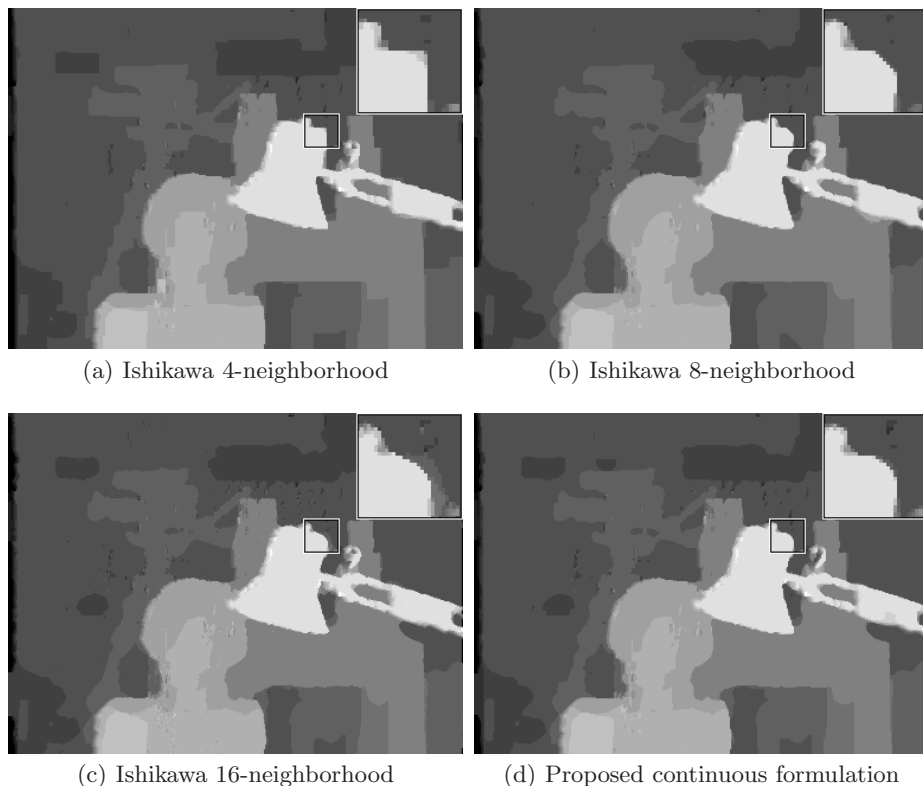 (a) Ishikawa 4-neighborhood
(b) Ishikawa 8-neighborhood
(c) Ishikawa 16-neighborhood
(d) Proposed continuous formulation